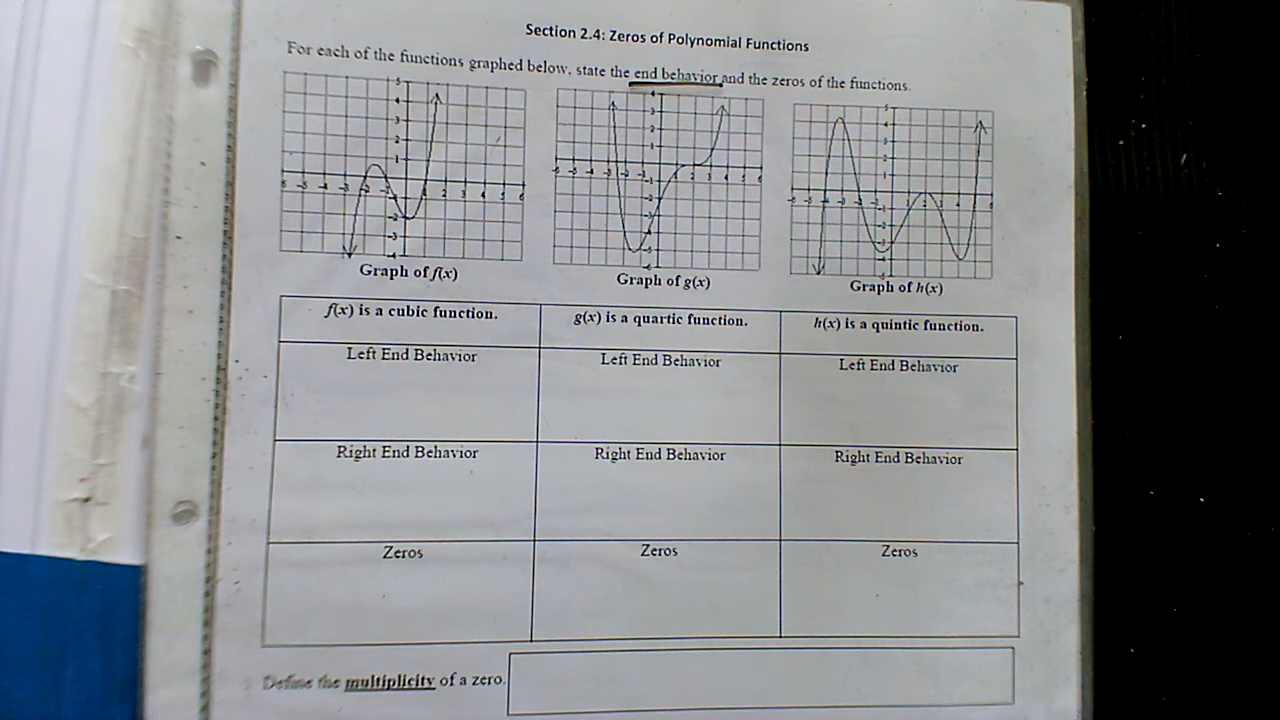 Section 2.4: Zeros of Polynomial Functions
For each of the functions graphed below, state the end behavior and the zeros of the functions.
Graph of f(x)
Graph of g(x)
Graph of h(x)
f(x) is a cubic function.
g(x) is a quartic function.
h(x) is a quintic function.
Left End Behavior
Left End Behavior
Left End Behavior
Right End Behavior
Right End Behavior
Right End Behavior
Zeros
Zeros
Zeros
Define the multiplicity of a zero.